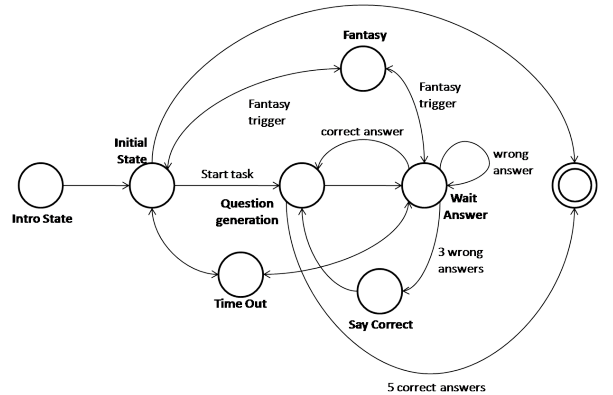 Fantasy
Fantasy
trigger
Fantasy
trigger
correct answer
Initial
State
wrong
answer
Start task
Intro State
Question
generation
Wait
Answer
3 wrong
answers
Time Out
Say Correct
5 correct answers